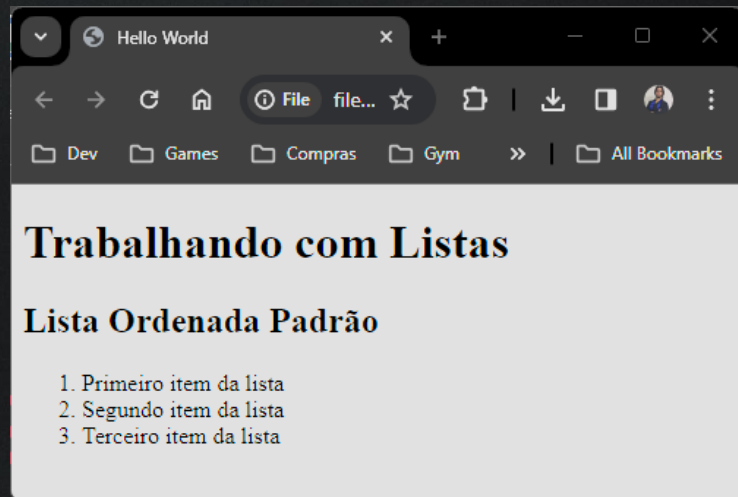 Hello World
File file...
Dev Games Compras Gym All Bookmarks
Trabalhando com Listas
Lista Ordenada Padrão
1. Primeiro item da lista
2. Segundo item da lista
3. Terceiro item da lista